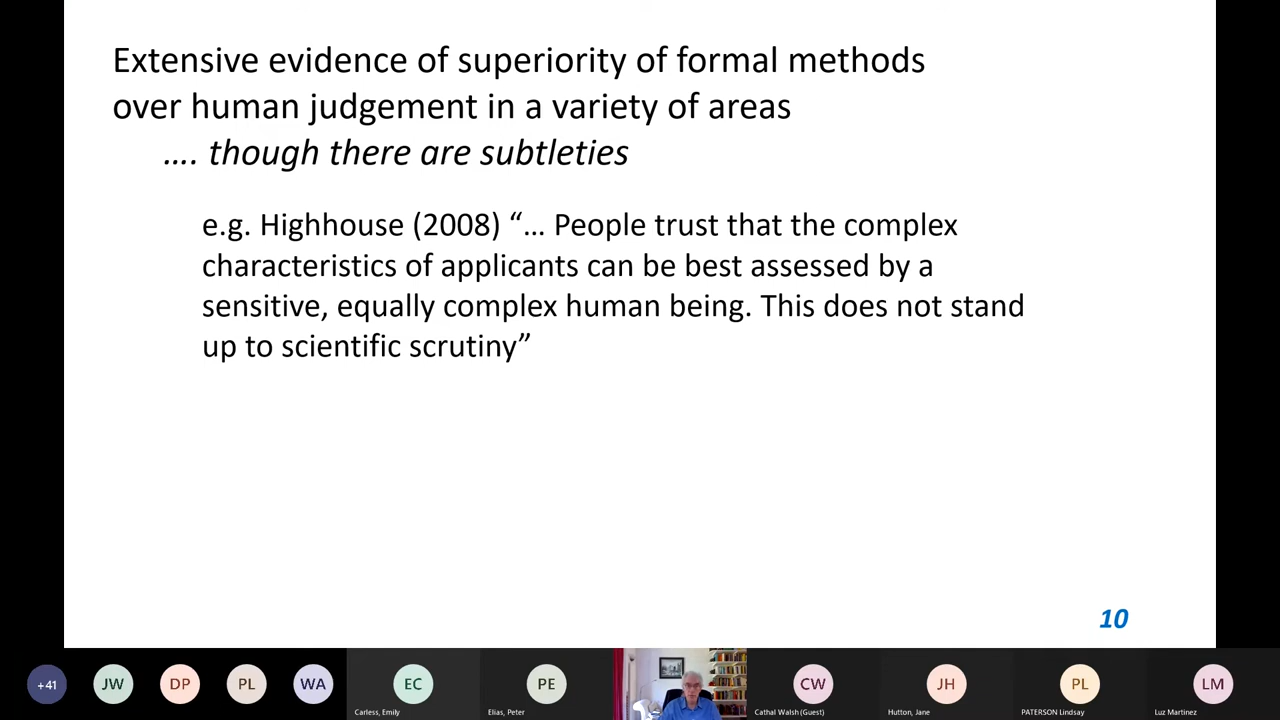 Extensive evidence of superiority of formal methods
over human judgement in a variety of areas
.... though there are subtleties
e.g. Highhouse (2008) “... People trust that the complex
characteristics of applicants can be best assessed by a
sensitive, equally complex human being. This does not stand
up to scientific scrutiny”
10
+41
JW
DP
PL
WA
EC
PE
CW
JH
PL
LM
Carless, Emily
Elias, Peter
Cathal Walsh (Guest)
Hutton, Jane
PATERSON Lindsay
Luz Martinez